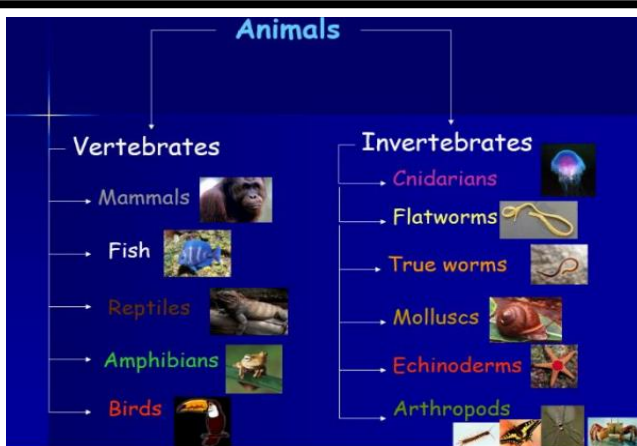 Animals
Vertebrates
Mammals
Fish
Reptiles
Amphibians
Birds
Invertebrates
Cnidarians
Flatworms
True worms
Molluscs
Echinoderms
Arthropods